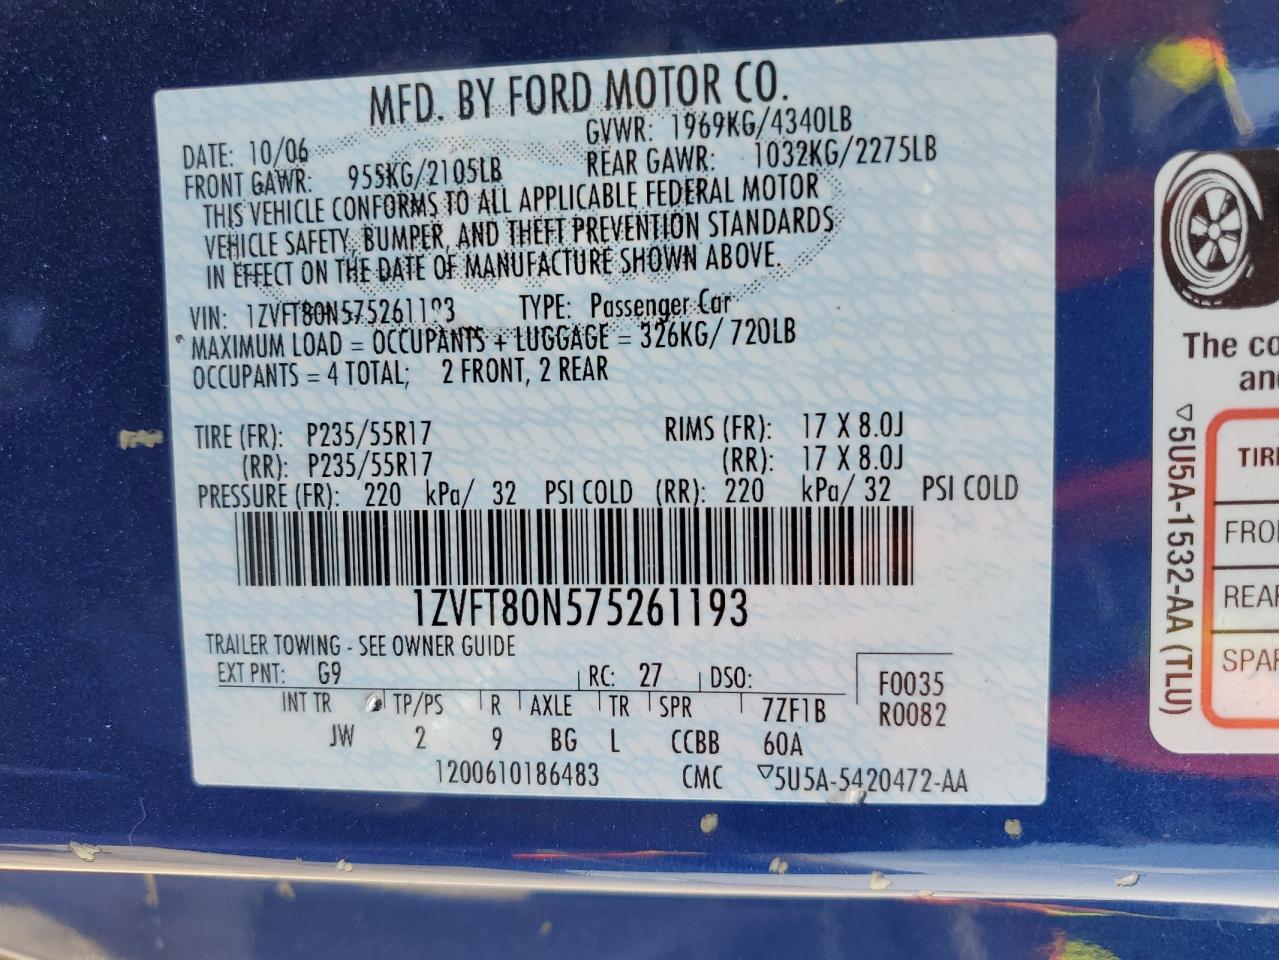 MFD. BY FORD MOTOR CO.
DATE: 10/06 GVWR: 1969KG/4340LB
FRONT GAWR: 955KG/2105LB REAR GAWR: 1032KG/2275LB
THIS VEHICLE CONFORMS TO ALL APPLICABLE FEDERAL MOTOR
VEHICLE SAFETY, BUMPER, AND THEFT PREVENTION STANDARDS
IN EFFECT ON THE DATE OF MANUFACTURE SHOWN ABOVE.
VIN: 1ZVFT80N575261193 TYPE: Passenger Car
MAXIMUM LOAD = OCCUPANTS + LUGGAGE = 326KG/720LB
OCCUPANTS = 4 TOTAL; 2 FRONT, 2 REAR
TIRE (FR): P235/55R17 RIMS (FR): 17 X 8.0J
(RR): P235/55R17 (RR): 17 X 8.0J
PRESSURE (FR): 220 kPa/ 32 PSI COLD (RR): 220 kPa/ 32 PSI COLD
1ZVFT80N575261193
TRAILER TOWING - SEE OWNER GUIDE
EXT PNT: G9 RC: 27 DSO: F0035
INT TR TP/PS R AXLE TR SPR 7ZF1B R0082
JW 2 9 BG L CCBB 60A
1200610186483 CMC ▽5U5A-5420472-AA
The co
an
▽5U5A-1532-AA (TLU)
TIR
FRO
REAR
SPAR